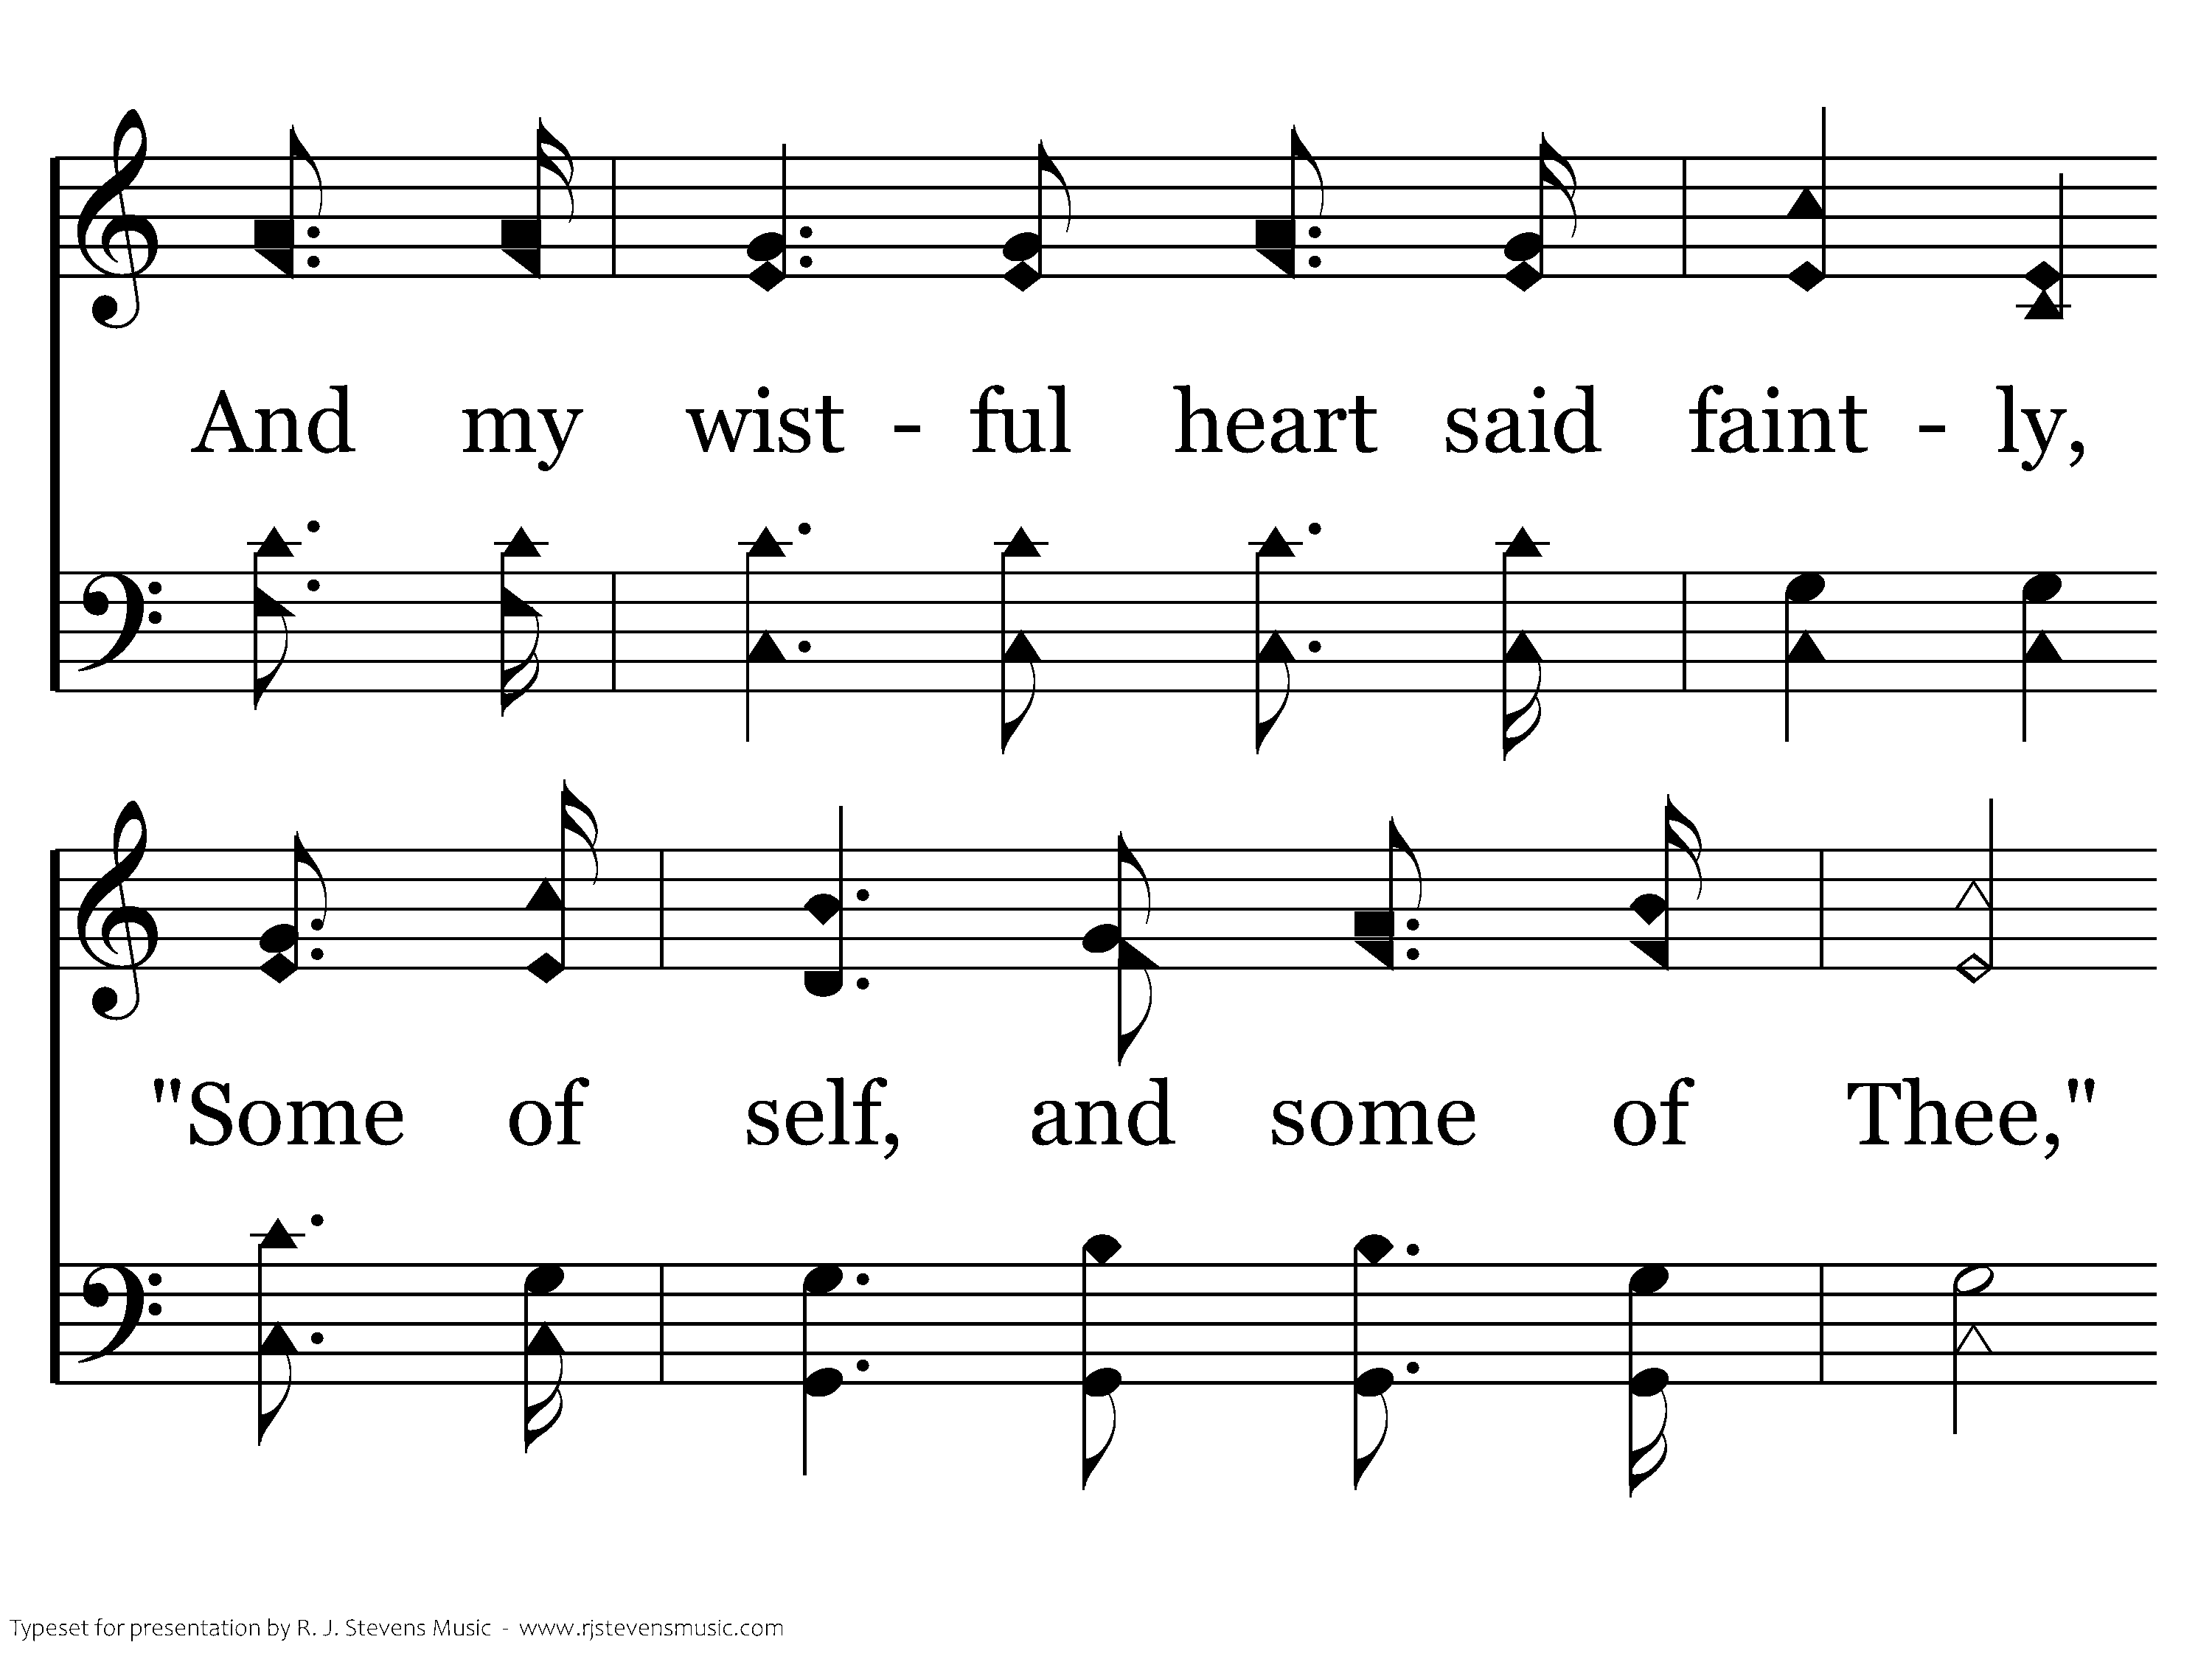 And my wist - ful heart said faint - ly,
"Some of self, and some of Thee,"
Typeset for presentation by R. J. Stevens Music - www.rjstevensmusic.com